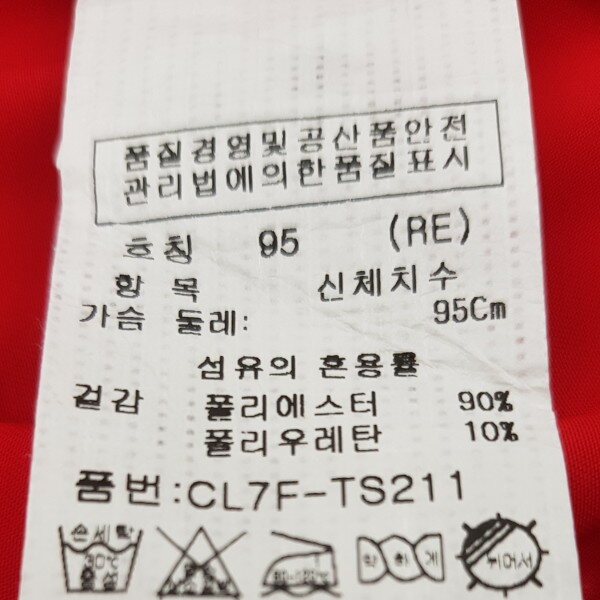 품질경영및공산품안전
관리법에의한품질표시
호칭 95 (RE)
항 목 신체치수
가슴 둘레: 95Cm
섬유의 혼용률
겉감 폴리에스터 90%
폴리우레탄 10%
품번:CL7F-TS211
손세탁 약하게 뉘어서
30℃
중성